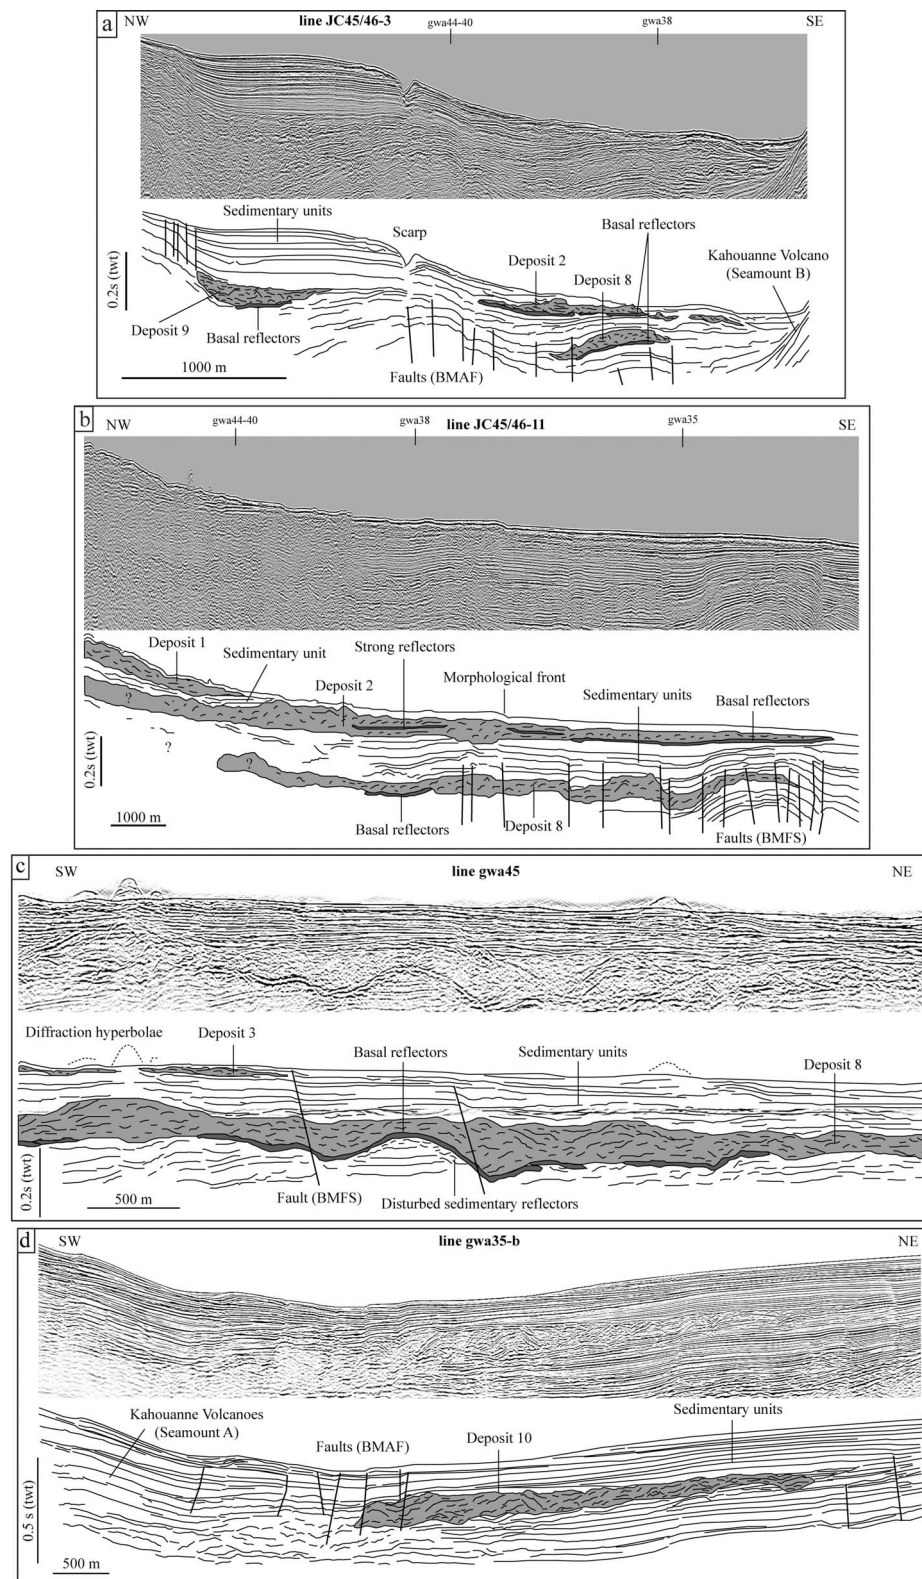 a
NW
line JC45/46-3
gwa44-40
gwa38
SE
Sedimentary units
Scarp
Basal reflectors
Deposit 2
Deposit 8
Kahouanne Volcano
(Seamount B)
0.2s (twt)
Deposit 9
Basal reflectors
Faults (BMAF)
1000 m
b
NW
gwa44-40
gwa38
line JC45/46-11
gwa35
SE
Deposit 1
Sedimentary unit
Strong reflectors
Deposit 2
Morphological front
Sedimentary units
Basal reflectors
?
?
?
0.2s (twt)
1000 m
Basal reflectors
Deposit 8
Faults (BMFS)
c
SW
line gwa45
NE
Diffraction hyperbolae
Deposit 3
Basal reflectors
Sedimentary units
Deposit 8
0.2s (twt)
500 m
Fault (BMFS)
Disturbed sedimentary reflectors
d
SW
line gwa35-b
NE
Kahouanne Volcanoes
(Seamount A)
Faults (BMAF)
Deposit 10
Sedimentary units
0.5 s (twt)
500 m